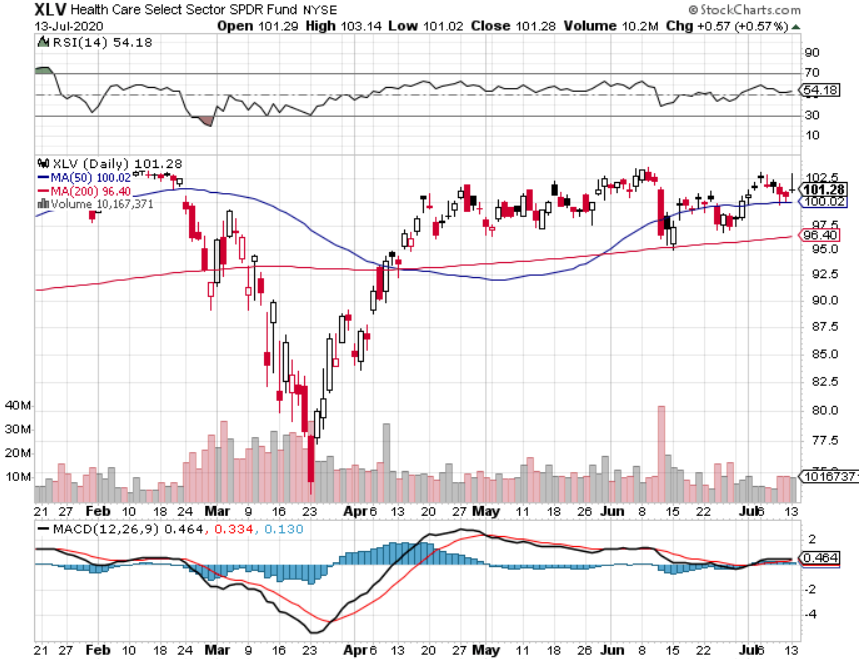 XLV Health Care Select Sector SPDR Fund NYSE ® StockCharts.com
13-Jul-2020 Open 101.29 High 103.14 Low 101.02 Close 101.28 Volume 10.2M Chg +0.57 (+0.57%)
RSI(14) 54.18
90
70
54.18
30
10
XLV (Daily) 101.28
MA(50) 100.02
MA(200) 96.40
Volume 10,167,371
102.5
101.28
100.02
97.5
96.40
95.0
92.5
90.0
87.5
85.0
82.5
80.0
77.5
40M
30M
20M
10M
10167371
21 27 Feb 10 18 24 Mar 9 16 23 Apr 6 13 20 27 May 11 18 26 Jun 8 15 22 Jul 6 13
MACD(12,26,9) 0.464, 0.334, 0.130
2
0.464
-2
-4
21 27 Feb 10 18 24 Mar 9 16 23 Apr 6 13 20 27 May 11 18 26 Jun 8 15 22 Jul 6 13